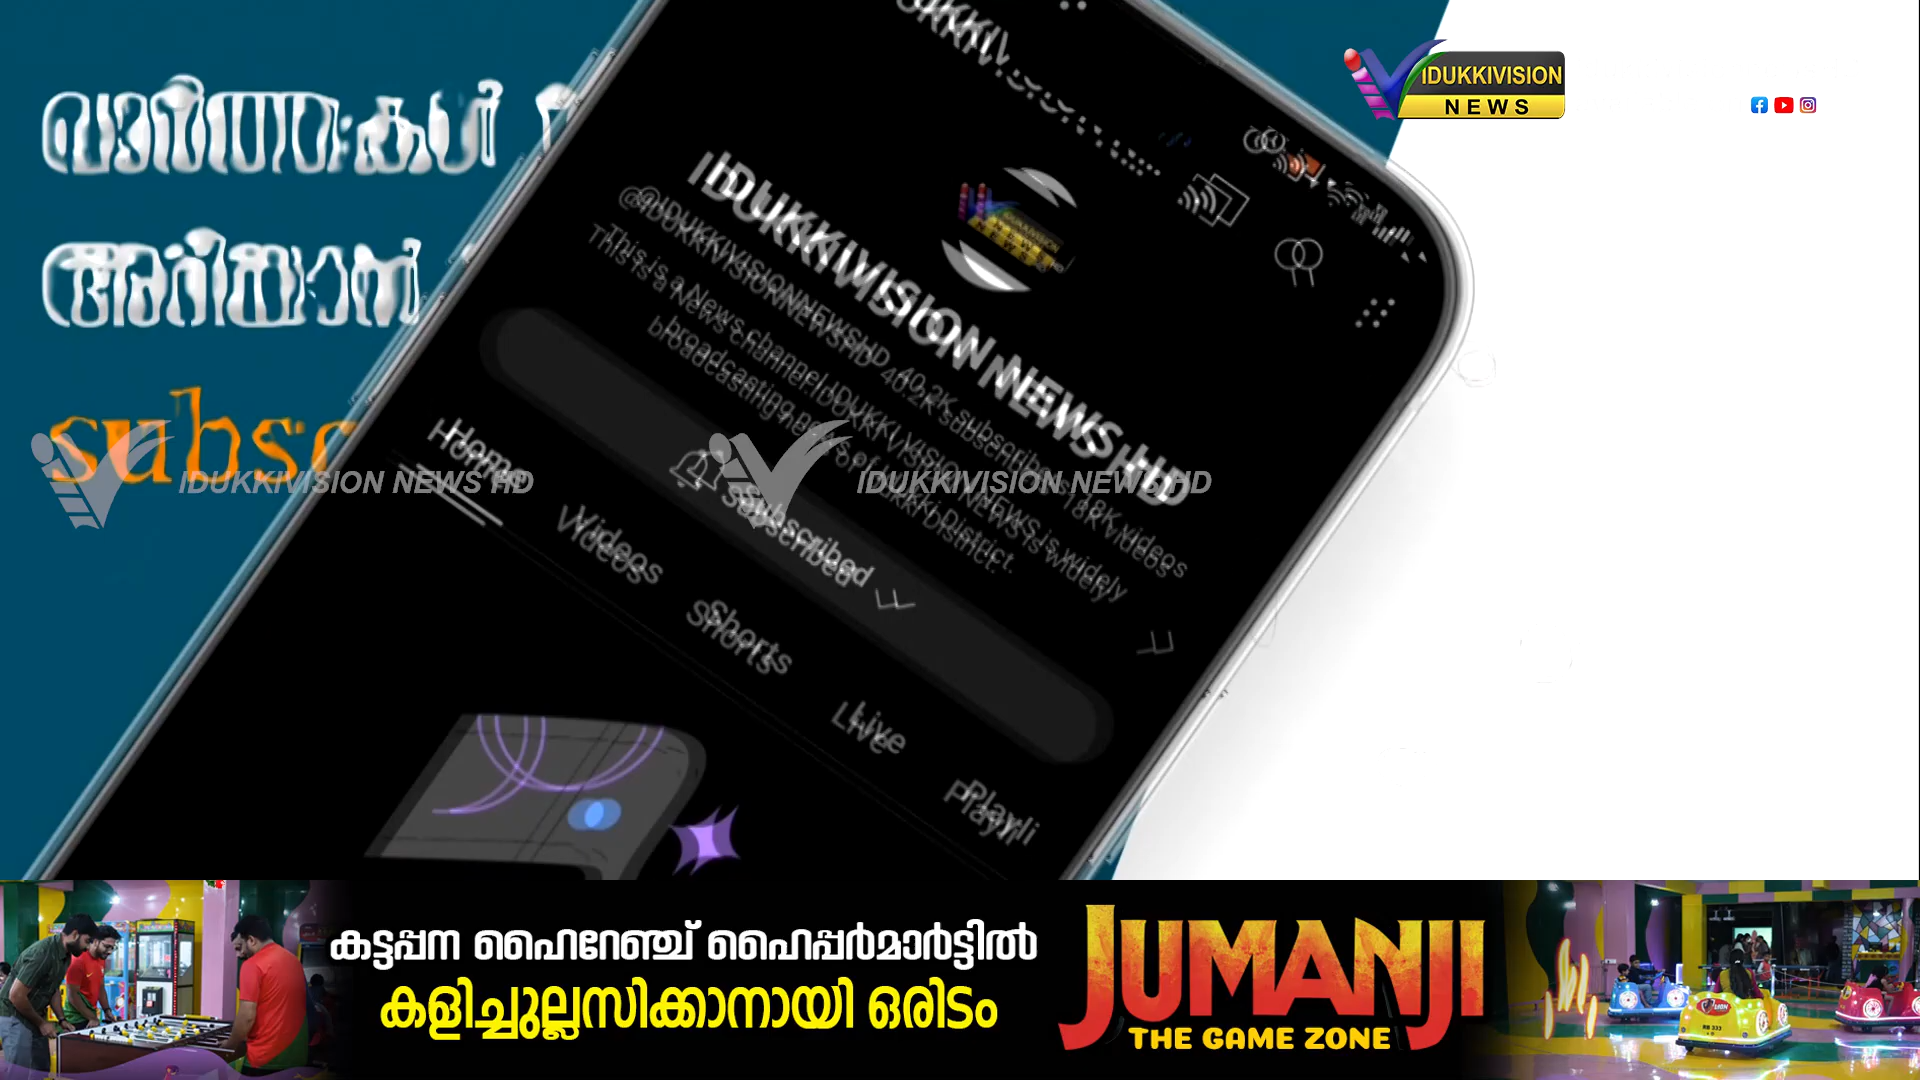 വാർത്തകൾ
അറിയാൻ
subsc
IDUKKIVISION
NEWS
IDUKKIVISION NEWS HD
@IDUKKIVISIONNEWSHD 40.2K subscribers 18K videos
This is a News channel IDUKKI VISION NEWS is widely
broadcasting news of Idukki District.
Subscribed
Home Videos Shorts Live Playli
IDUKKIVISION NEWS HD
IDUKKIVISION NEWS HD
കട്ടപ്പന ഹൈറേഞ്ച് ഹൈപ്പർമാർട്ടിൽ
കളിച്ചുല്ലസിക്കാനായി ഒരിടം
JUMANJI
THE GAME ZONE